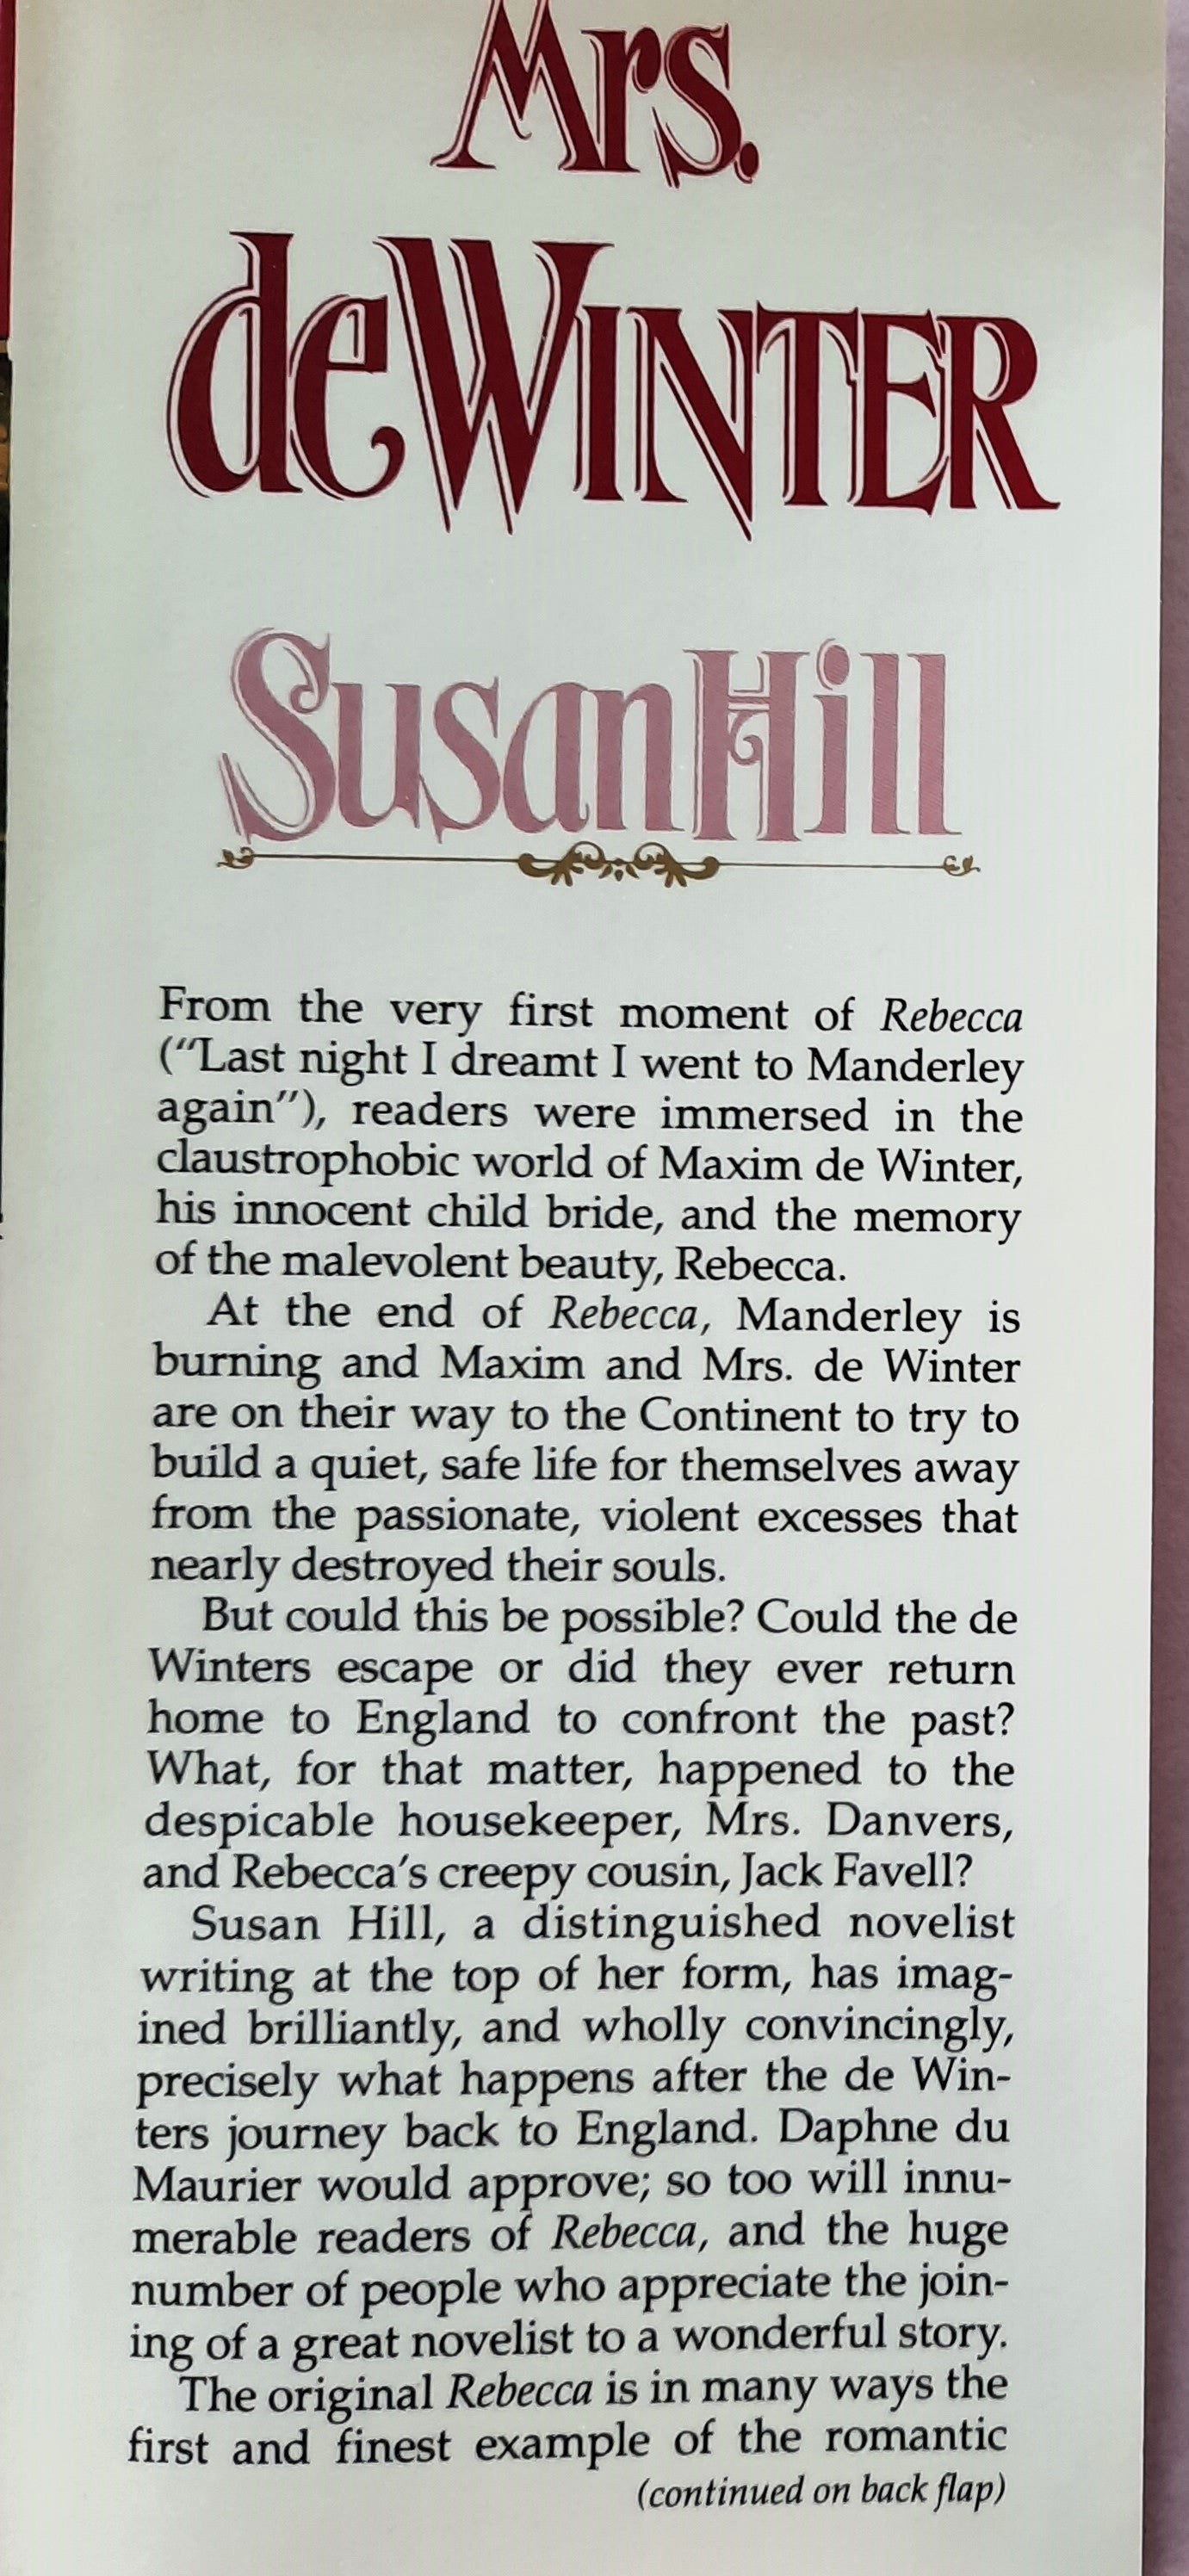 Mrs.
de WINTER
Susan Hill
From the very first moment of Rebecca
("Last night I dreamt I went to Manderley
again"), readers were immersed in the
claustrophobic world of Maxim de Winter,
his innocent child bride, and the memory
of the malevolent beauty, Rebecca.
At the end of Rebecca, Manderley is
burning and Maxim and Mrs. de Winter
are on their way to the Continent to try to
build a quiet, safe life for themselves away
from the passionate, violent excesses that
nearly destroyed their souls.
But could this be possible? Could the de
Winters escape or did they ever return
home to England to confront the past?
What, for that matter, happened to the
despicable housekeeper, Mrs. Danvers,
and Rebecca's creepy cousin, Jack Favell?
Susan Hill, a distinguished novelist
writing at the top of her form, has imag-
ined brilliantly, and wholly convincingly,
precisely what happens after the de Win-
ters journey back to England. Daphne du
Maurier would approve; so too will innu-
merable readers of Rebecca, and the huge
number of people who appreciate the join-
ing of a great novelist to a wonderful story.
The original Rebecca is in many ways the
first and finest example of the romantic
(continued on back flap)